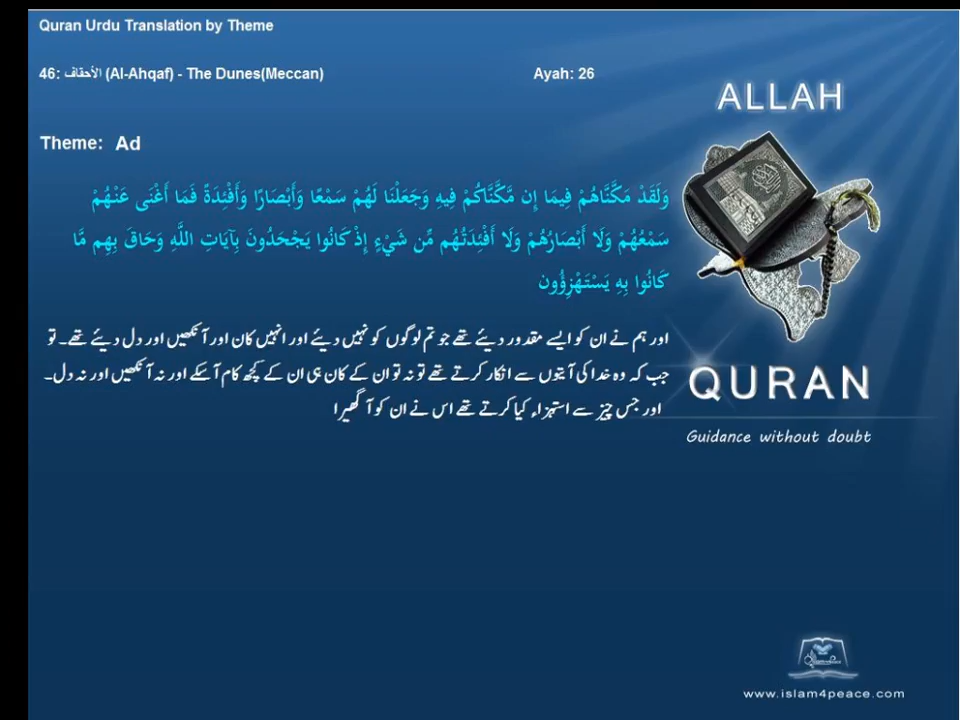 Quran Urdu Translation by Theme
46: الأحقاف (Al-Ahqaf) - The Dunes(Meccan) Ayah: 26
ALLAH
Theme: Ad
وَلَقَدْ مَكَّنَّاهُمْ فِيمَا إِن مَّكَّنَّاكُمْ فِيهِ وَجَعَلْنَا لَهُمْ سَمْعًا وَأَبْصَارًا وَأَفْئِدَةً فَمَا أَغْنَى عَنْهُمْ
سَمْعُهُمْ وَلَا أَبْصَارُهُمْ وَلَا أَفْئِدَتُهُم مِّن شَيْءٍ إِذْ كَانُوا يَجْحَدُونَ بِآيَاتِ اللَّهِ وَحَاقَ بِهِم مَّا
كَانُوا بِهِ يَسْتَهْزِؤُون
اور ہم نے ان کو ایسے مقدور دیئے تھے جو تم لوگوں کو نہیں دیئے اور انہیں کان اور آنکھیں اور دل دیئے تھے۔ تو
جب کہ وہ خدا کی آیتوں سے انکار کرتے تھے تو نہ تو ان کے کان ہی ان کے کچھ کام آسکے اور نہ آنکھیں اور نہ دل۔
اور جس چیز سے استہزاء کیا کرتے تھے اس نے ان کو آ گھیرا
QURAN
Guidance without doubt
www.islam4peace.com